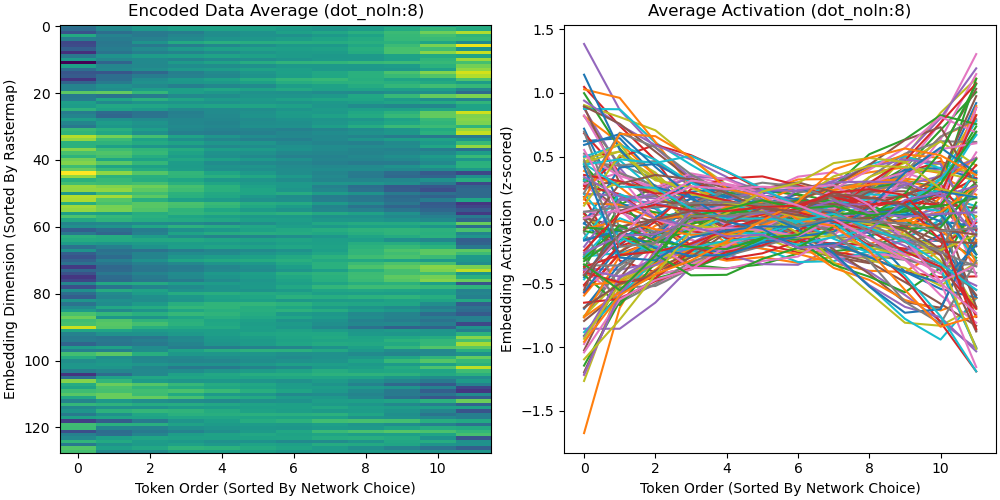 Encoded Data Average (dot_noln:8)
Embedding Dimension (Sorted By Rastermap)
0
20
40
60
80
100
120
0 2 4 6 8 10
Token Order (Sorted By Network Choice)
Average Activation (dot_noln:8)
Embedding Activation (z-scored)
1.5
1.0
0.5
0.0
−0.5
−1.0
−1.5
0 2 4 6 8 10
Token Order (Sorted By Network Choice)